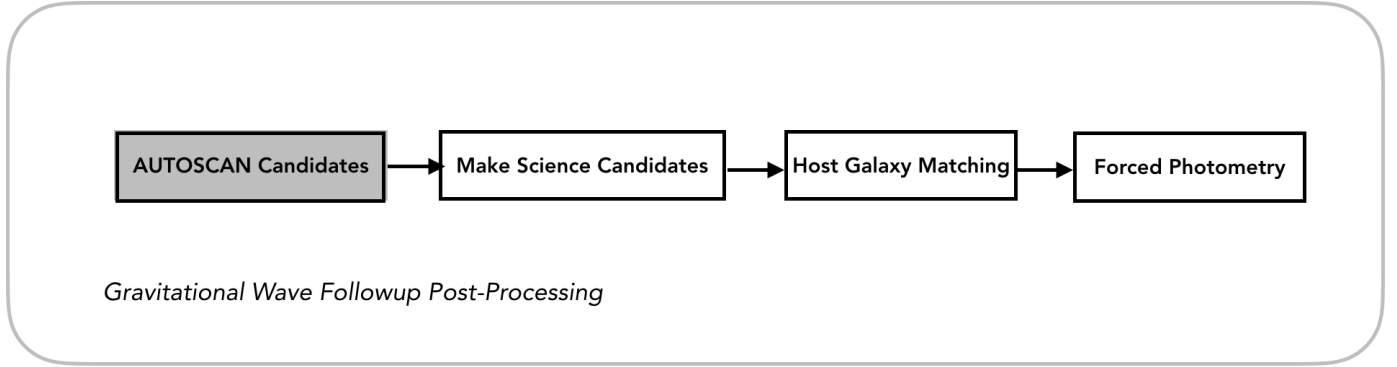 AUTOSCAN Candidates
Make Science Candidates
Host Galaxy Matching
Forced Photometry
Gravitational Wave Followup Post-Processing